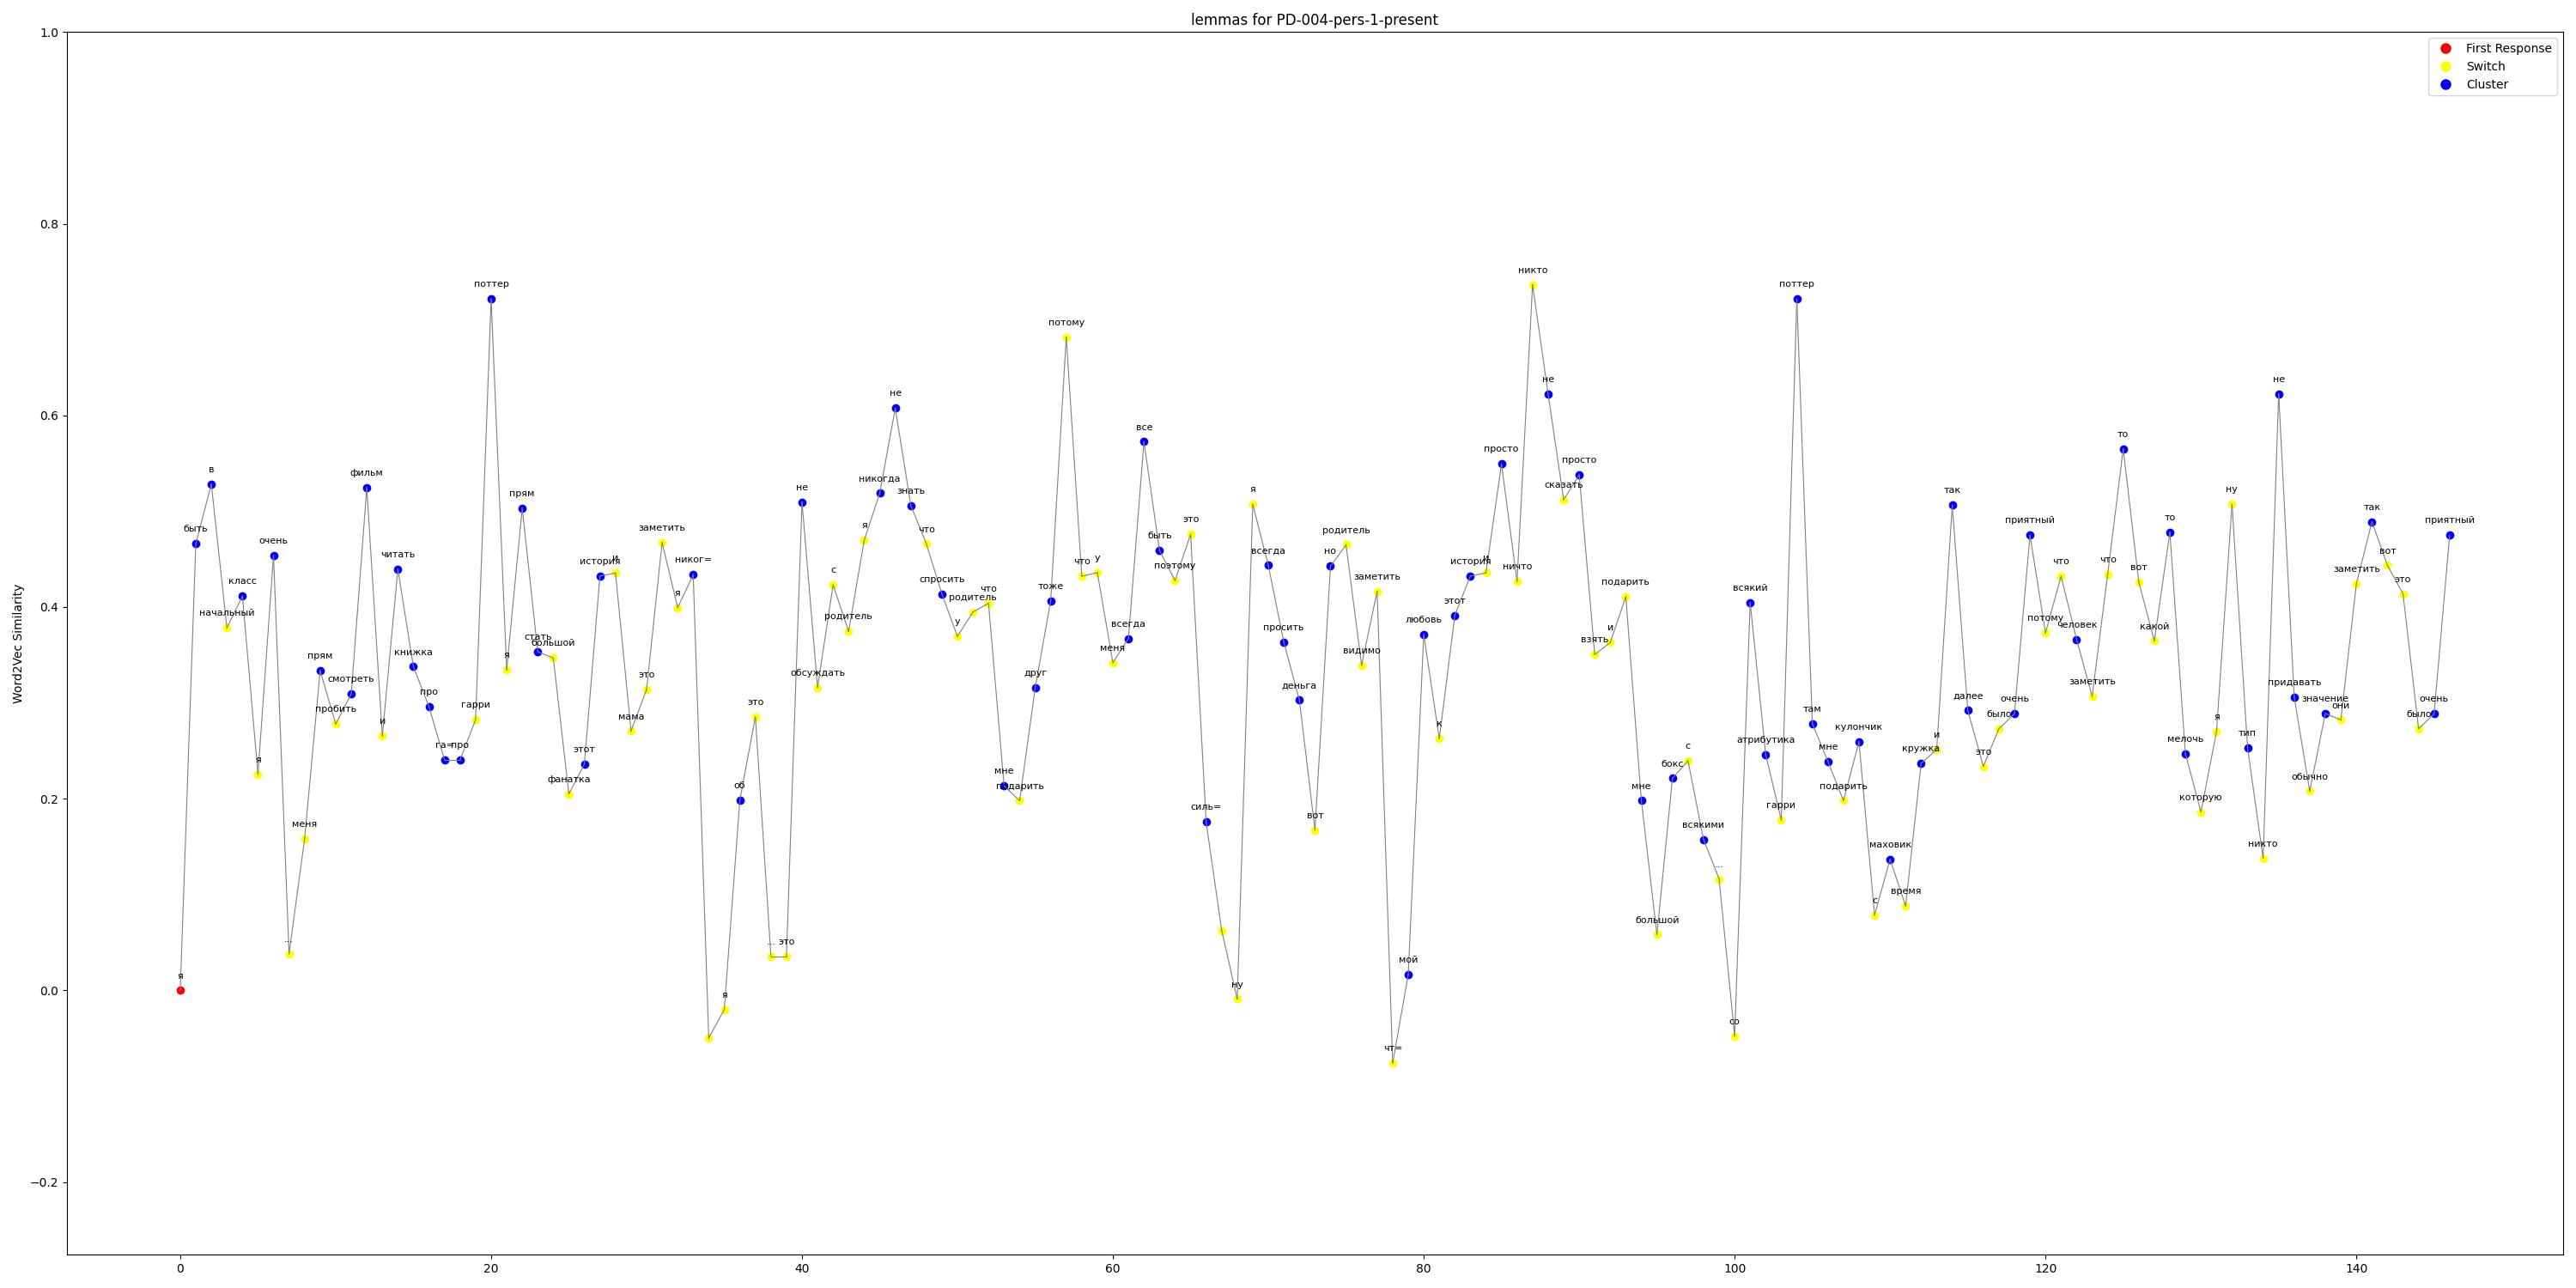 lemmas for PD-004-pers-1-present
First Response
Switch
Cluster
Word2Vec Similarity
1.0
0.8
0.6
0.4
0.2
0.0
−0.2
0 20 40 60 80 100 120 140
я
быть
в
начальный
класс
я
очень
...
меня
прям
пробить
смотреть
фильм
и
читать
книжка
про
га=
про
гарри
поттер
я
прям
стать
большой
фанатка
этот
история
и
мама
это
заметить
я
никог=
я
об
это
...
это
не
обсуждать
с
родитель
я
никогда
не
знать
что
спросить
у
родитель
что
мне
подарить
друг
тоже
потому
что
у
меня
всегда
все
быть
поэтому
это
силь=
ну
я
всегда
просить
деньга
вот
но
родитель
видимо
заметить
чт=
мой
любовь
к
этот
история
и
просто
ничто
никто
не
сказать
просто
взять
и
подарить
мне
большой
бокс
с
всякими
...
со
всякий
атрибутика
гарри
поттер
там
мне
подарить
кулончик
с
маховик
время
кружка
и
так
далее
это
было
очень
приятный
потому
что
человек
заметить
что
то
вот
какой
то
мелочь
которую
я
ну
тип
никто
не
придавать
обычно
значение
они
заметить
так
вот
это
было
очень
приятный